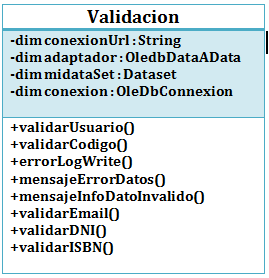 Validacion
-dim conexionUrl : String
-dim adaptador : OledbDataAData
-dim midataSet : Dataset
-dim conexion : OleDbConnexion
+validarUsuario()
+validarCodigo()
+errorLogWrite()
+mensajeErrorDatos()
+mensajeInfoDatoInvalido()
+validarEmail()
+validarDNI()
+validarISBN()